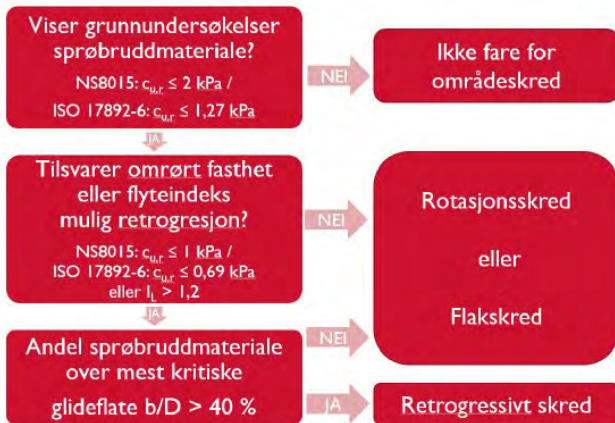 Viser grunnundersøkelser
sprøbruddmateriale?
NS8015: cu,r ≤ 2 kPa /
ISO 17892-6: cu,r ≤ 1,27 kPa
NEI
Ikke fare for
områdeskred
JA
Tilsvarer omrørt fasthet
eller flyteindeks
mulig retrogresjon?
NS8015: cu,r ≤ 1 kPa /
ISO 17892-6: cu,r ≤ 0,69 kPa
eller IL > 1,2
NEI
Rotasjonsskred
eller
Flakskred
JA
Andel sprøbruddmateriale
over mest kritiske
glideflate b/D > 40 %
NEI
JA
Retrogressivt skred